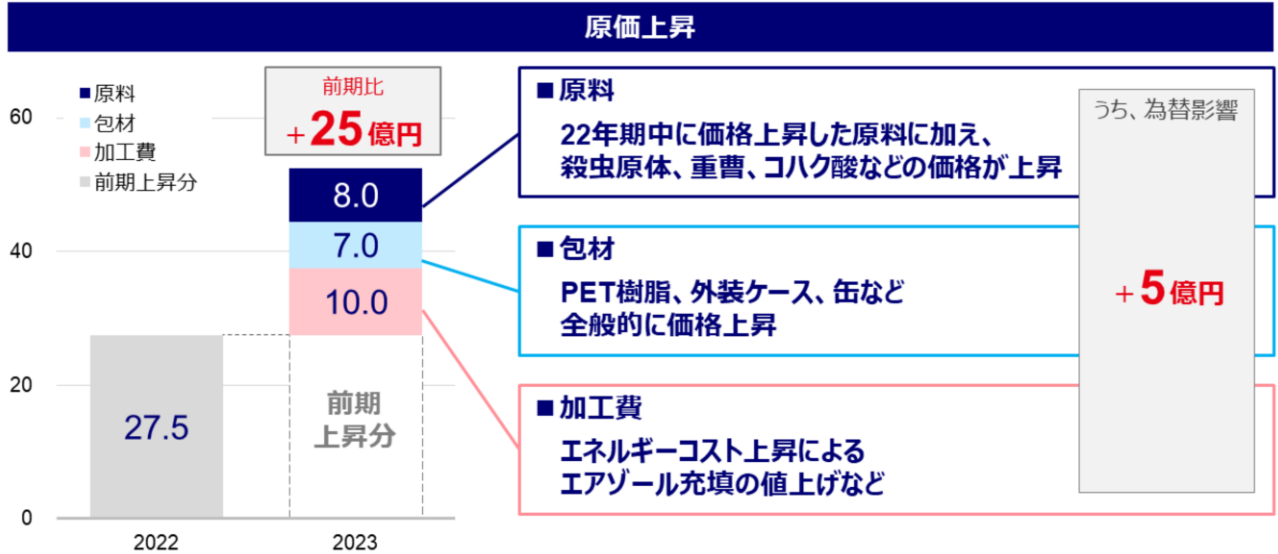 原価上昇
60
40
20
0
■原料
■包材
■加工費
■前期上昇分
前期比
+25億円
8.0
7.0
10.0
27.5
前期
上昇分
2022
2023
■原料
22年期中に価格上昇した原料に加え、
殺虫原体、重曹、コハク酸などの価格が上昇
■包材
PET樹脂、外装ケース、缶など
全般的に価格上昇
■加工費
エネルギーコスト上昇による
エアゾール充填の値上げなど
うち、為替影響
+5億円